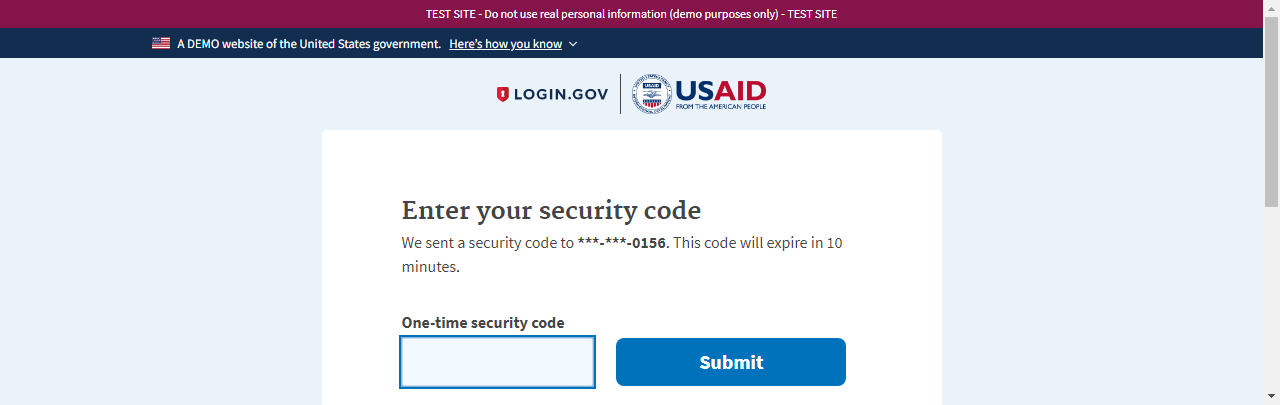 TEST SITE - Do not use real personal information (demo purposes only) - TEST SITE
A DEMO website of the United States government. Here's how you know
LOGIN.GOV
USAID
USAID
FROM THE AMERICAN PEOPLE
Enter your security code
We sent a security code to ***-***-0156. This code will expire in 10
minutes.
One-time security code
Submit